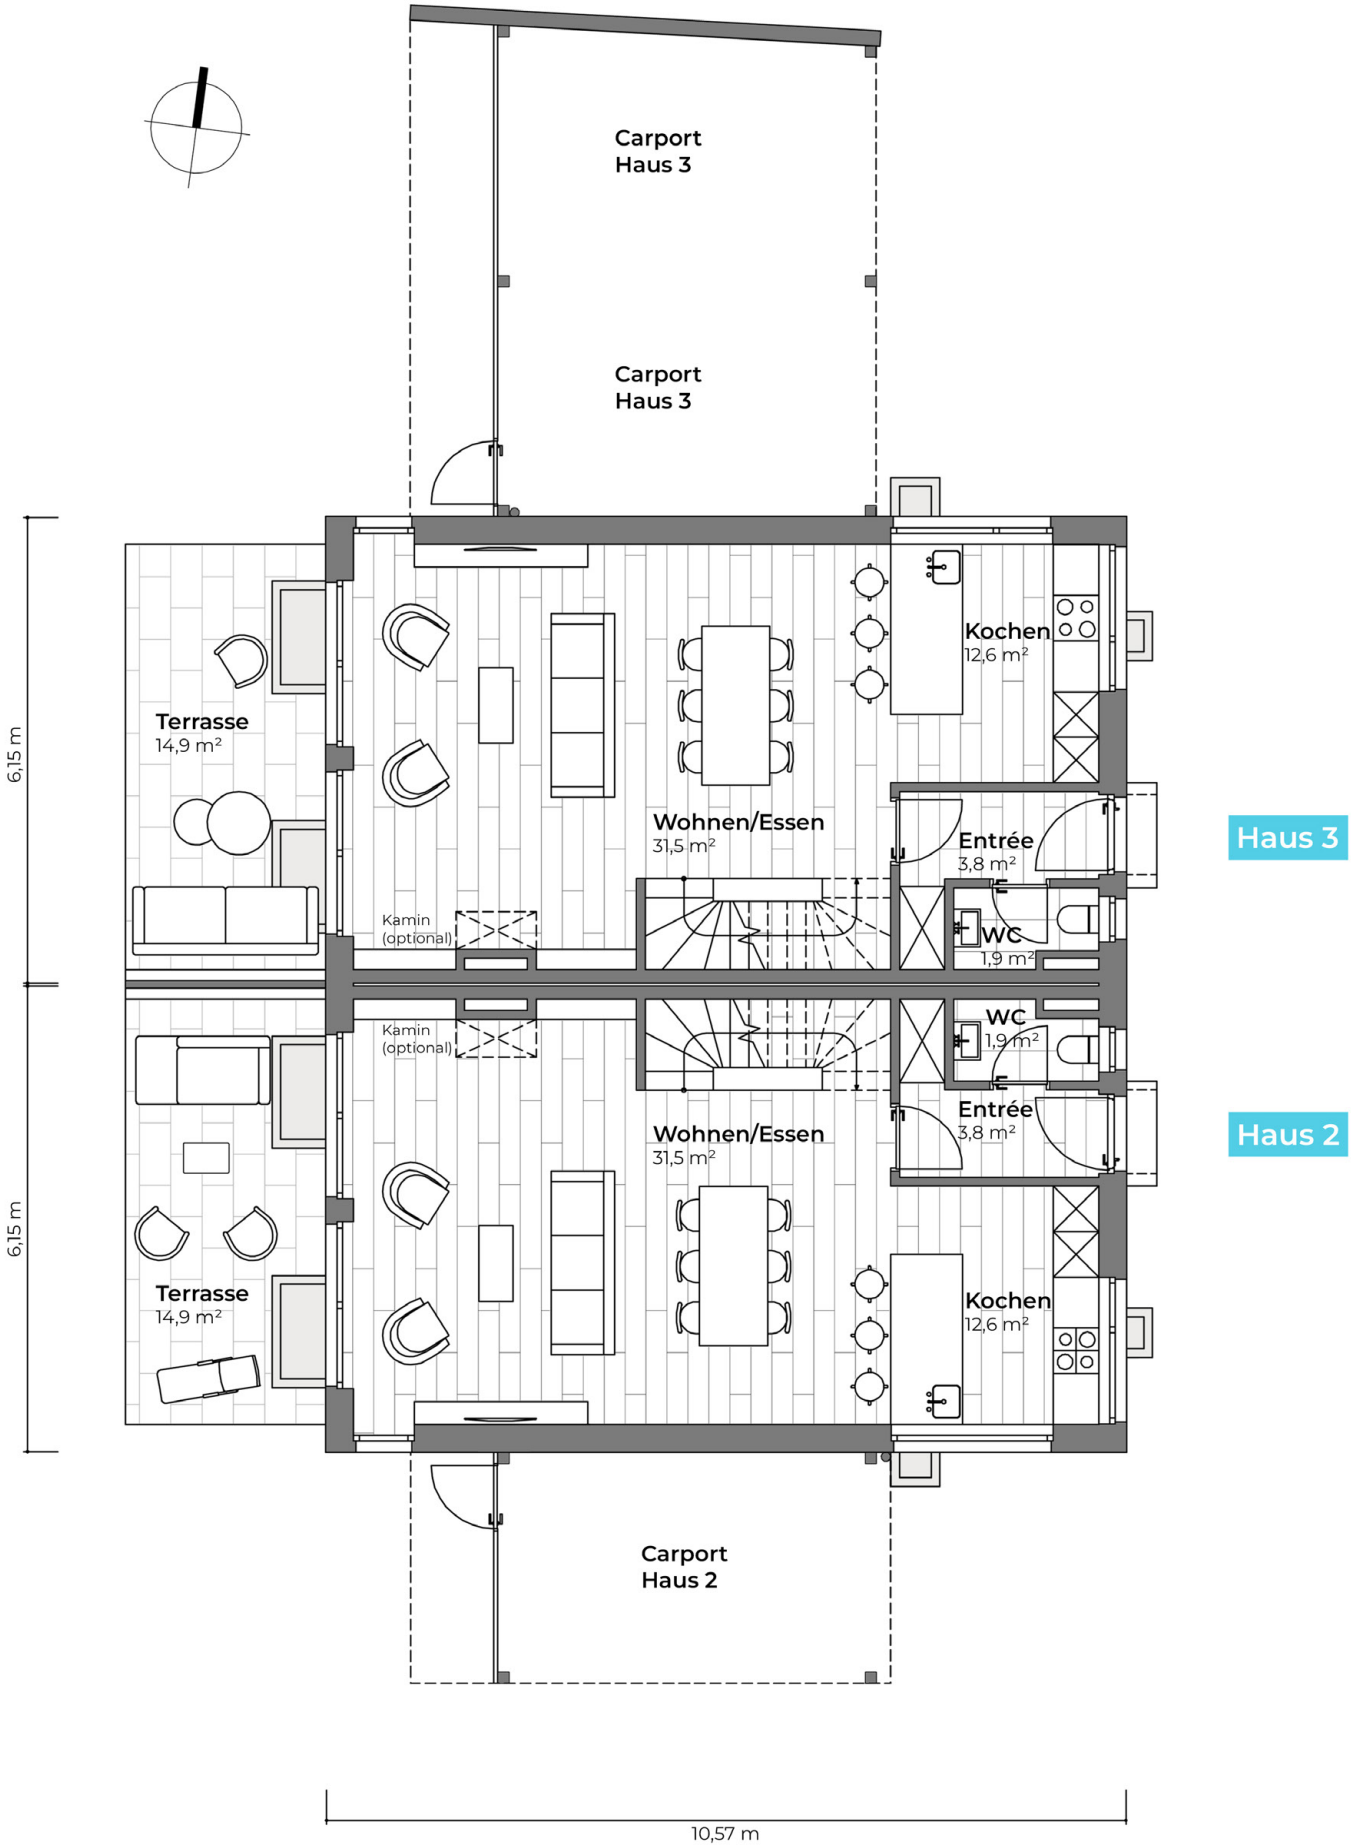 Carport
Haus 3
Carport
Haus 3
Kochen
12,6 m²
Terrasse
14,9 m²
6,15 m
Wohnen/Essen
31,5 m²
Entrée
3,8 m²
Haus 3
Kamin
(optional)
WC
1,9 m²
Kamin
(optional)
WC
1,9 m²
Entrée
3,8 m²
Haus 2
Wohnen/Essen
31,5 m²
6,15 m
Terrasse
14,9 m²
Kochen
12,6 m²
Carport
Haus 2
10,57 m